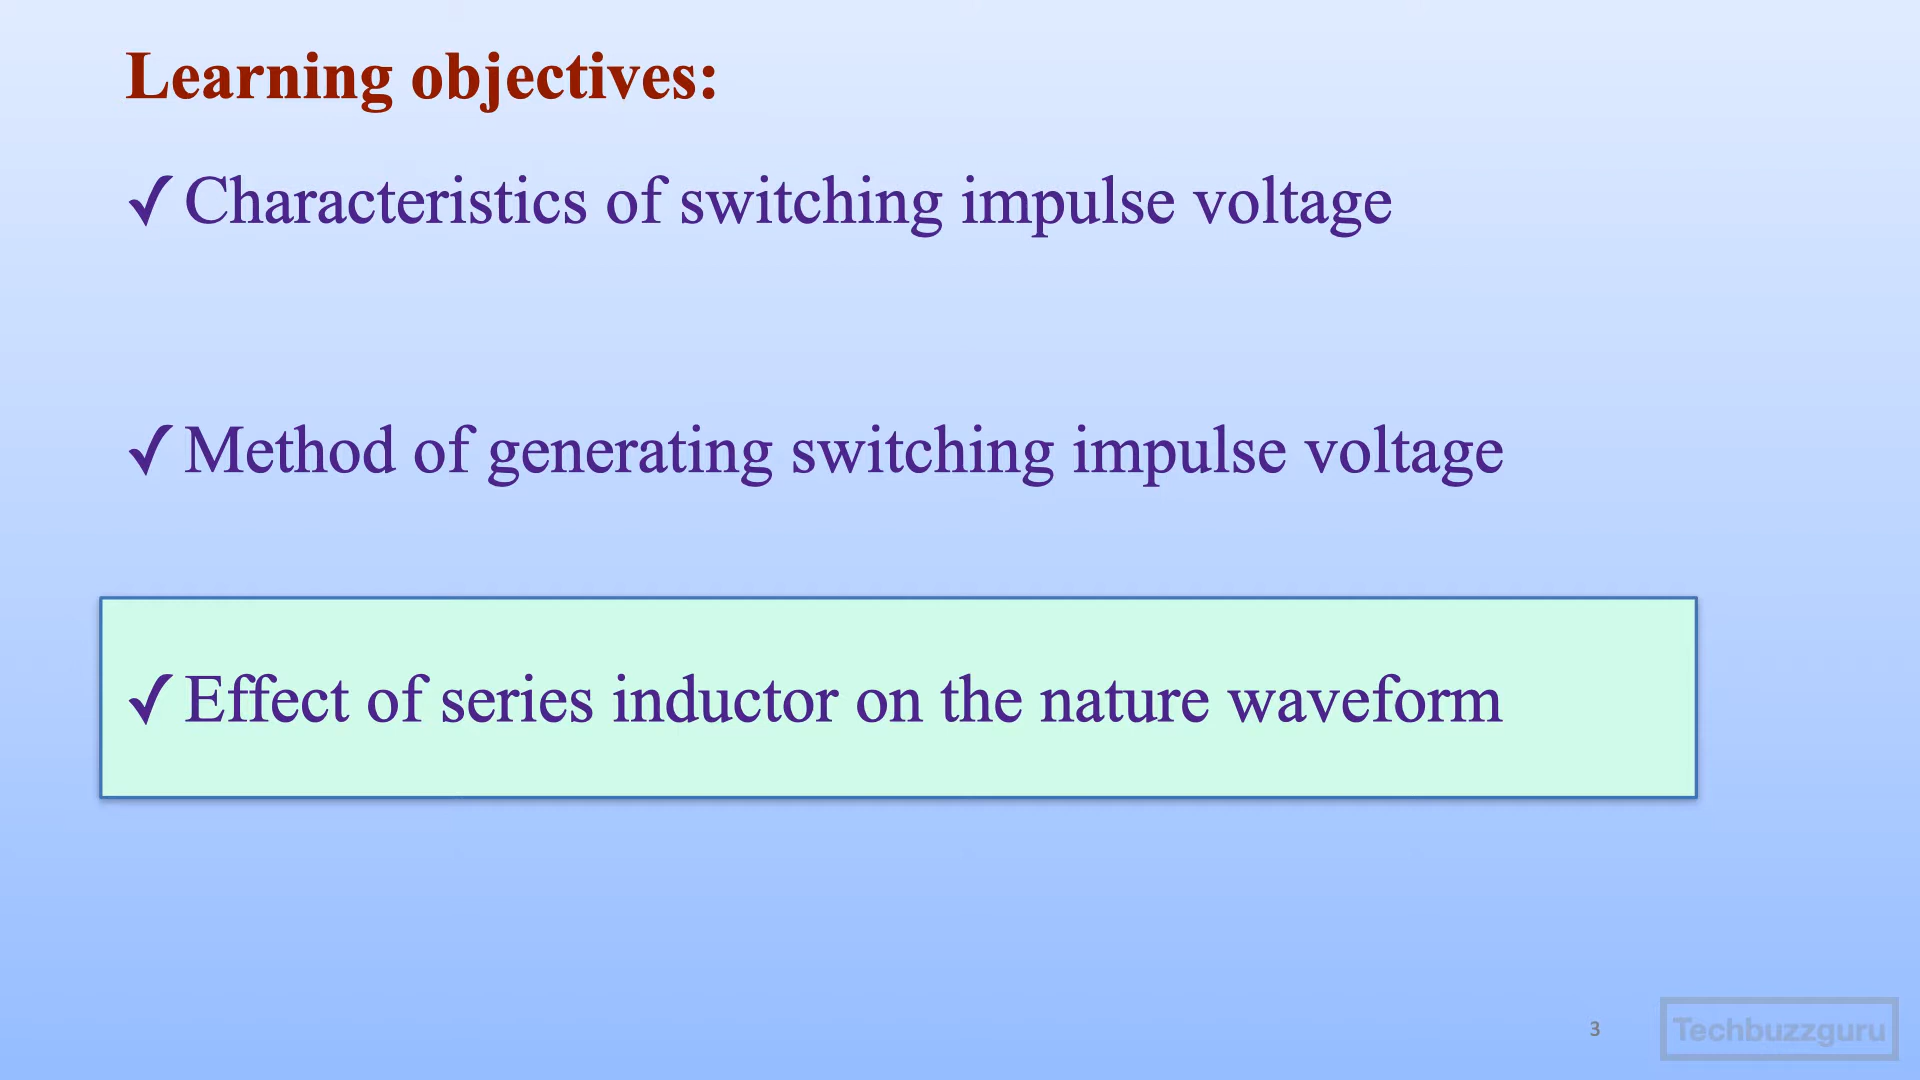 Learning objectives:
✓ Characteristics of switching impulse voltage
✓ Method of generating switching impulse voltage
✓ Effect of series inductor on the nature waveform
3
Techbuzzguru